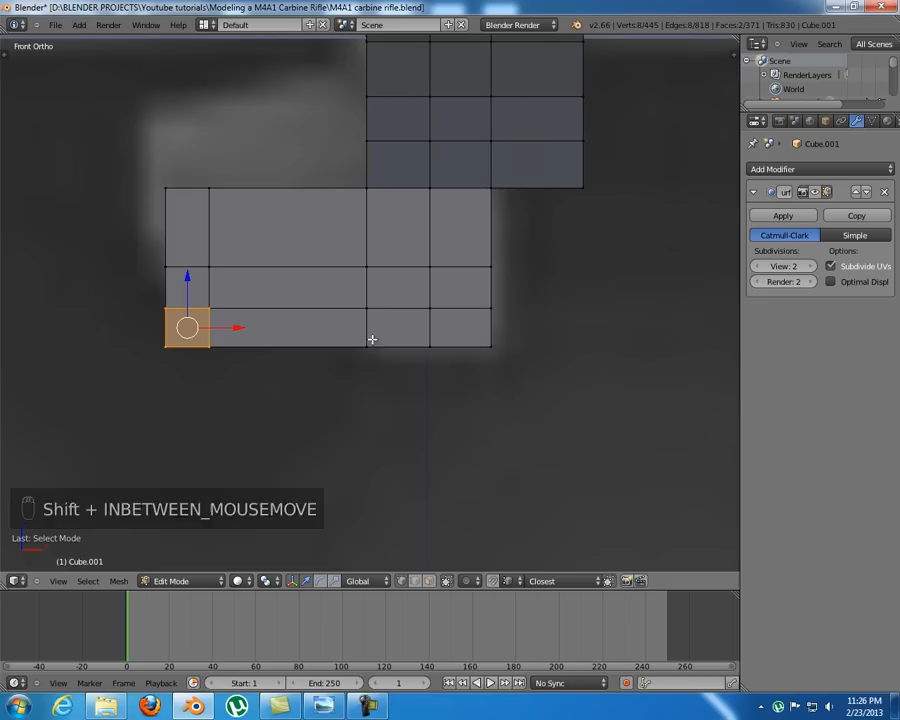 Blender* [D:\BLENDER PROJECTS\Youtube tutorials\Modeling a M4A1 Carbine Rifle\M4A1 carbine rifle.blend]
File Add Render Window Help Default Scene Blender Render v2.66 | Verts:8/445 | Edges:8/818 | Faces:2/371 | Tris:830 | Cube.001
Front Ortho
View Search All Scenes
Scene
RenderLayers
World
Cube.001
Add Modifier
urf
Apply Copy
Catmull-Clark Simple
Subdivisions: Options:
View: 2 Subdivide UVs
Render: 2 Optimal Displ
Shift + INBETWEEN_MOUSEMOVE
Last: Select Mode
(1) Cube.001
View Select Mesh Edit Mode Global Closest
-40 -20 0 20 40 60 80 100 120 140 160 180 200 220 240 260
View Marker Frame Playback Start: 1 End: 250 1 No Sync
11:26 PM
2/23/2013